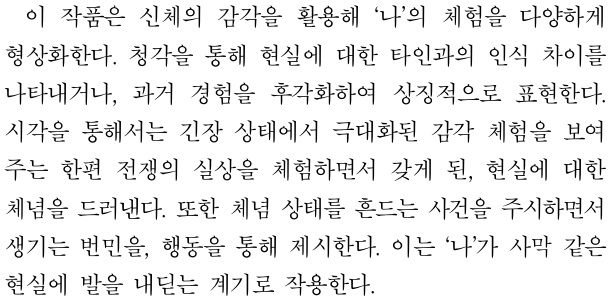 이 작품은 신체의 감각을 활용해 ‘나’의 체험을 다양하게
형상화한다. 청각을 통해 현실에 대한 타인과의 인식 차이를
나타내거나, 과거 경험을 후각화하여 상징적으로 표현한다.
시각을 통해서는 긴장 상태에서 극대화된 감각 체험을 보여
주는 한편 전쟁의 실상을 체험하면서 갖게 된, 현실에 대한
체념을 드러낸다. 또한 체념 상태를 흔드는 사건을 주시하면서
생기는 번민을, 행동을 통해 제시한다. 이는 ‘나’가 사막 같은
현실에 발을 내딛는 계기로 작용한다.